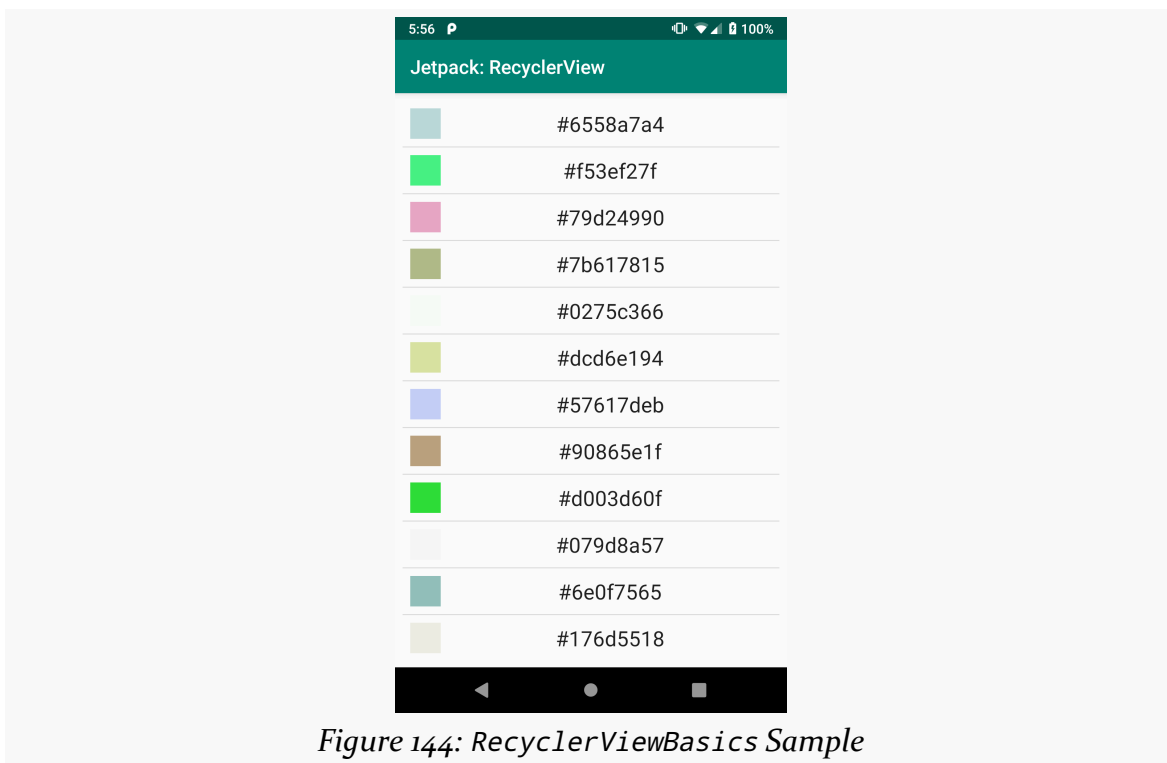 5:56 100%
Jetpack: RecyclerView
#6558a7a4
#f53ef27f
#79d24990
#7b617815
#0275c366
#dcd6e194
#57617deb
#90865e1f
#d003d60f
#079d8a57
#6e0f7565
#176d5518
Figure 144: RecyclerViewBasics Sample